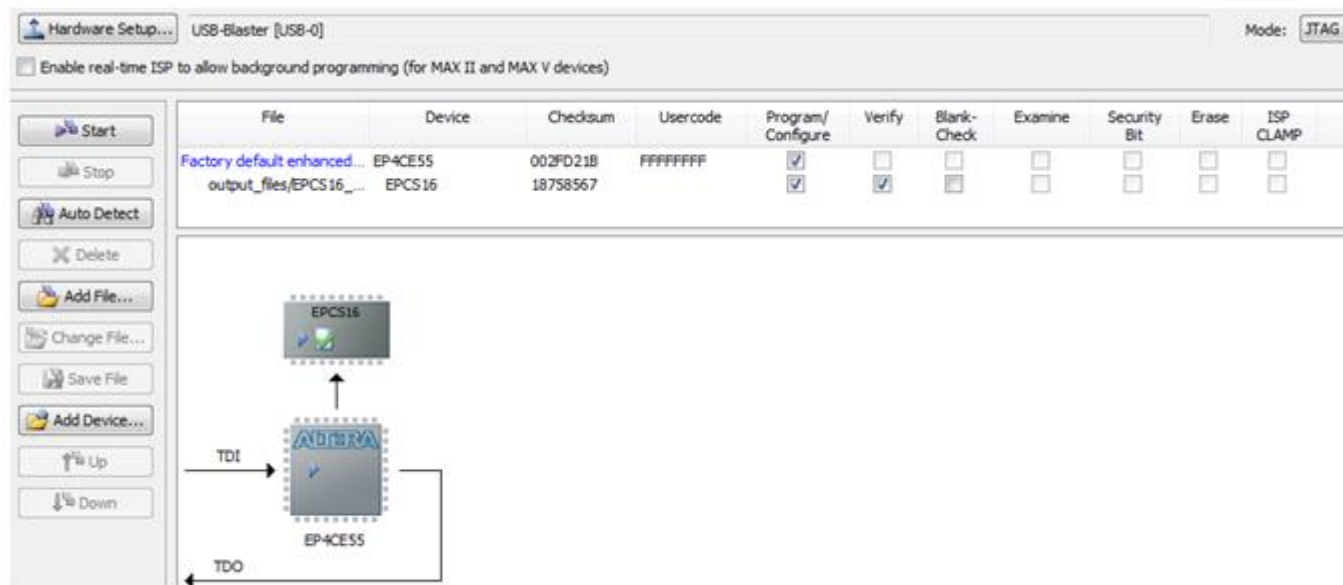 Hardware Setup... USB-Blaster [USB-0] Mode: JTAG
Enable real-time ISP to allow background programming (for MAX II and MAX V devices)
Start
Stop
Auto Detect
Delete
Add File...
Change File...
Save File
Add Device...
Up
Down
File Device Checksum Usercode Program/ Configure Verify Blank- Check Examine Security Bit Erase ISP CLAMP
Factory default enhanced... EP4CE55 002FD21B FFFFFFFF
output_files/EPCS16_... EPCS16 18758567
EPCS16
ALTERA
TDI
EP4CE55
TDO